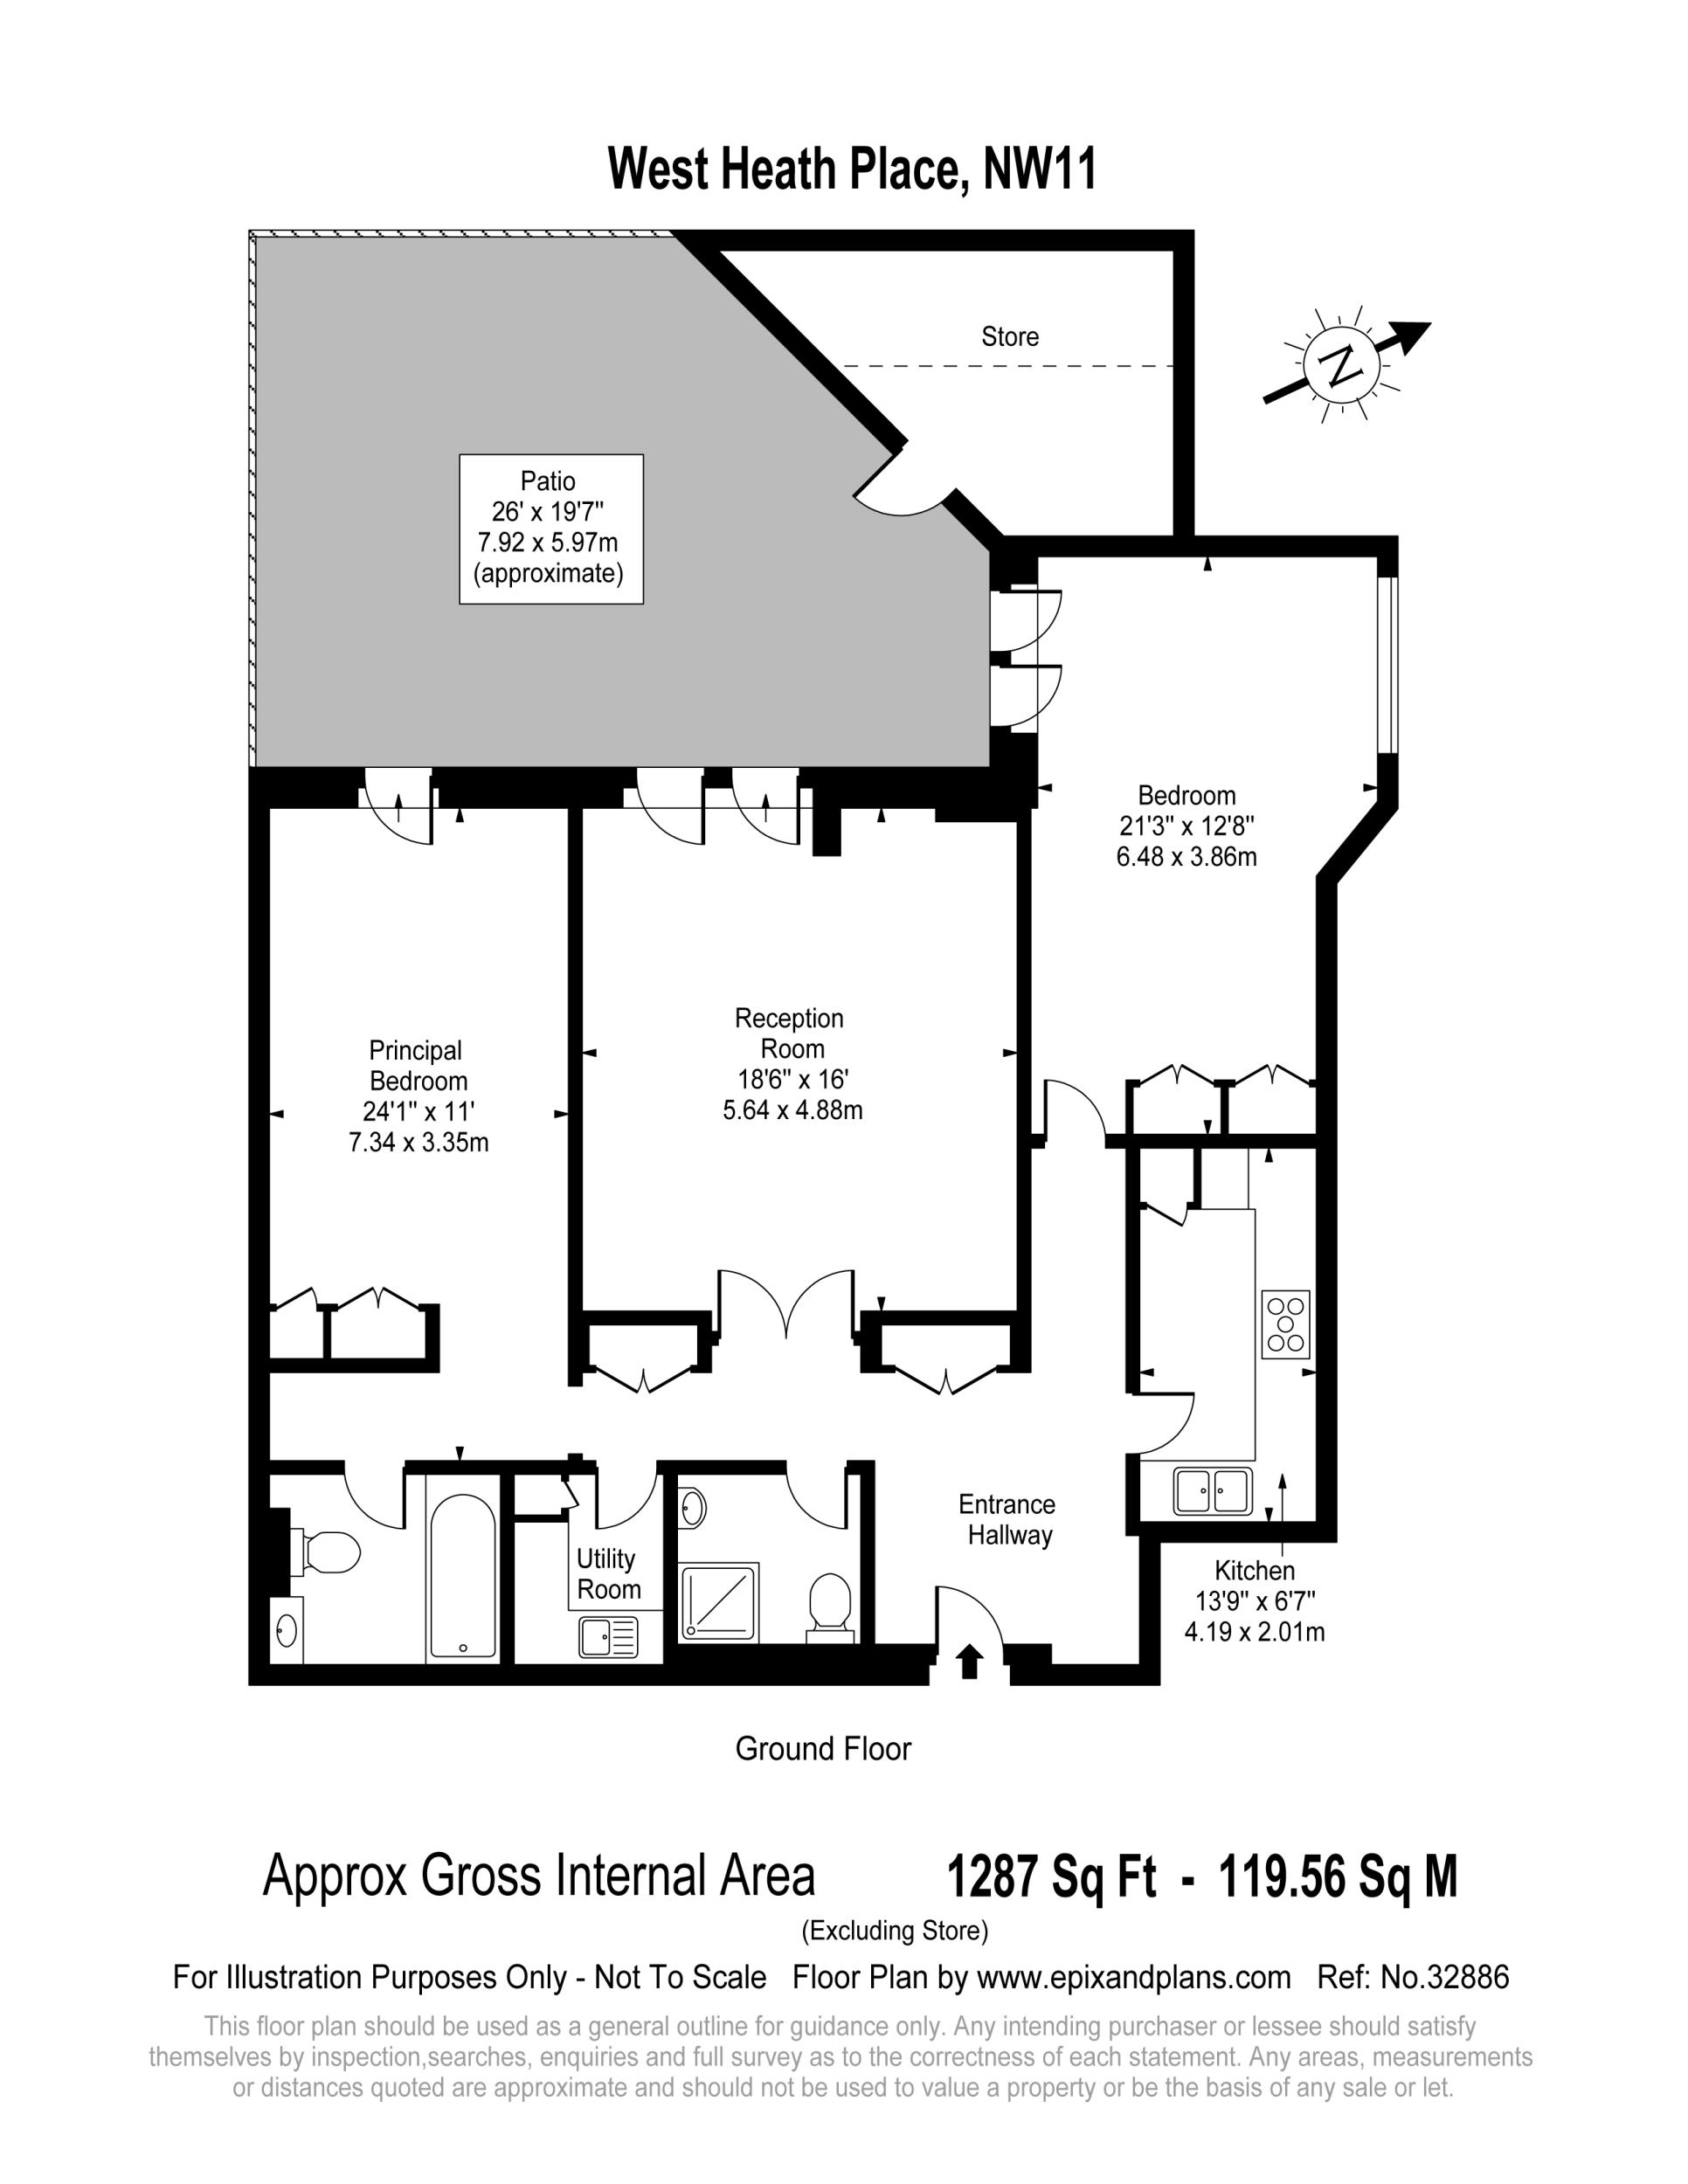 West Heath Place, NW11
Store
N
Patio
26' x 19'7"
7.92 x 5.97m
(approximate)
Bedroom
21'3" x 12'8"
6.48 x 3.86m
Reception
Room
18'6" x 16'
5.64 x 4.88m
Principal
Bedroom
24'1" x 11'
7.34 x 3.35m
Entrance
Hallway
Utility
Room
Kitchen
13'9" x 6'7"
4.19 x 2.01m
Ground Floor
Approx Gross Internal Area 1287 Sq Ft - 119.56 Sq M
(Excluding Store)
For Illustration Purposes Only - Not To Scale Floor Plan by www.epixandplans.com Ref: No.32886
This floor plan should be used as a general outline for guidance only. Any intending purchaser or lessee should satisfy
themselves by inspection,searches, enquiries and full survey as to the correctness of each statement. Any areas, measurements
or distances quoted are approximate and should not be used to value a property or be the basis of any sale or let.